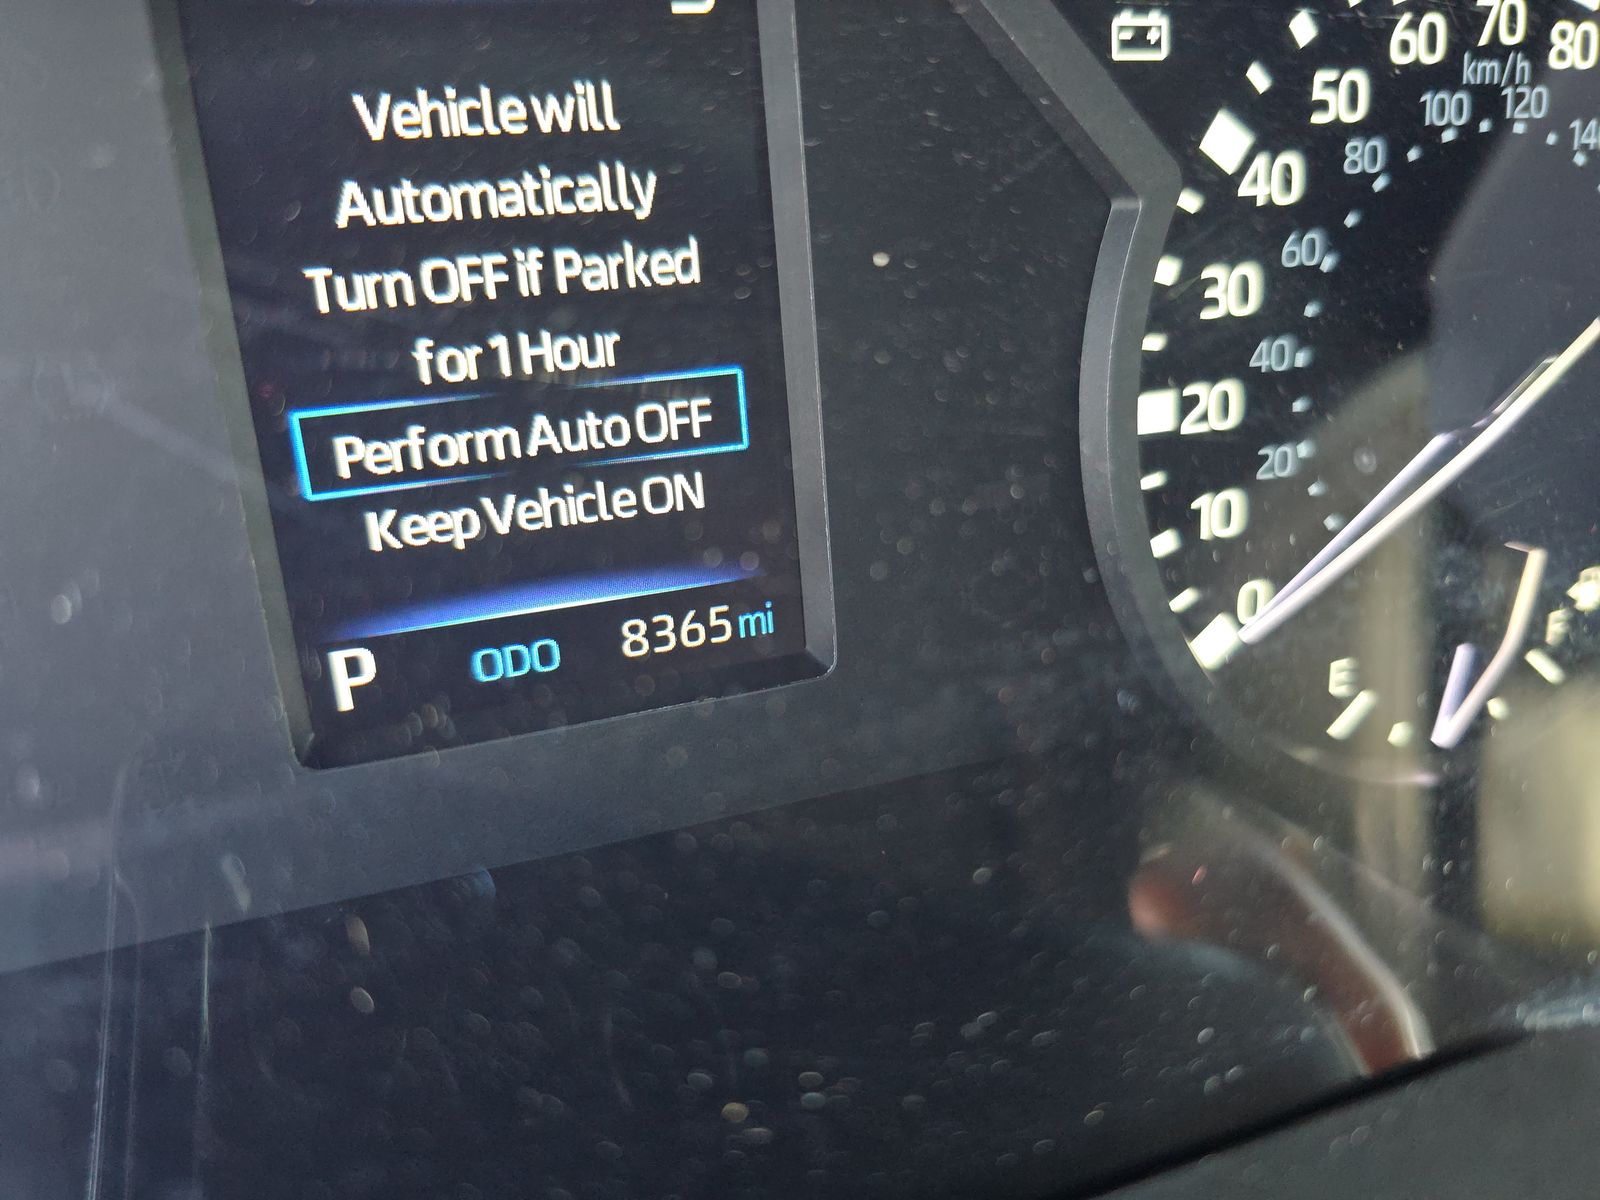 Vehicle will
Automatically
Turn OFF if Parked
for 1 Hour
Perform Auto OFF
Keep Vehicle ON
P ODO 8365 mi
80
70
60
50
40
30
20
10
0
km/h
120
100
80
60
40
20
E
F